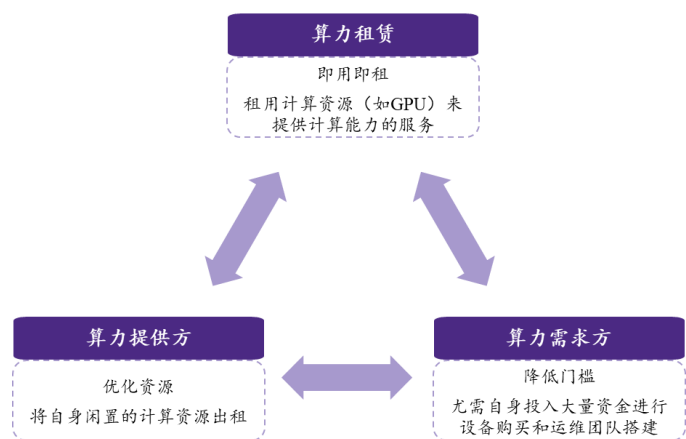 算力租赁
即用即租
租用计算资源（如GPU）来
提供计算能力的服务
算力提供方
优化资源
将自身闲置的计算资源出租
算力需求方
降低门槛
尤需自身投入大量资金进行
设备购买和运维团队搭建